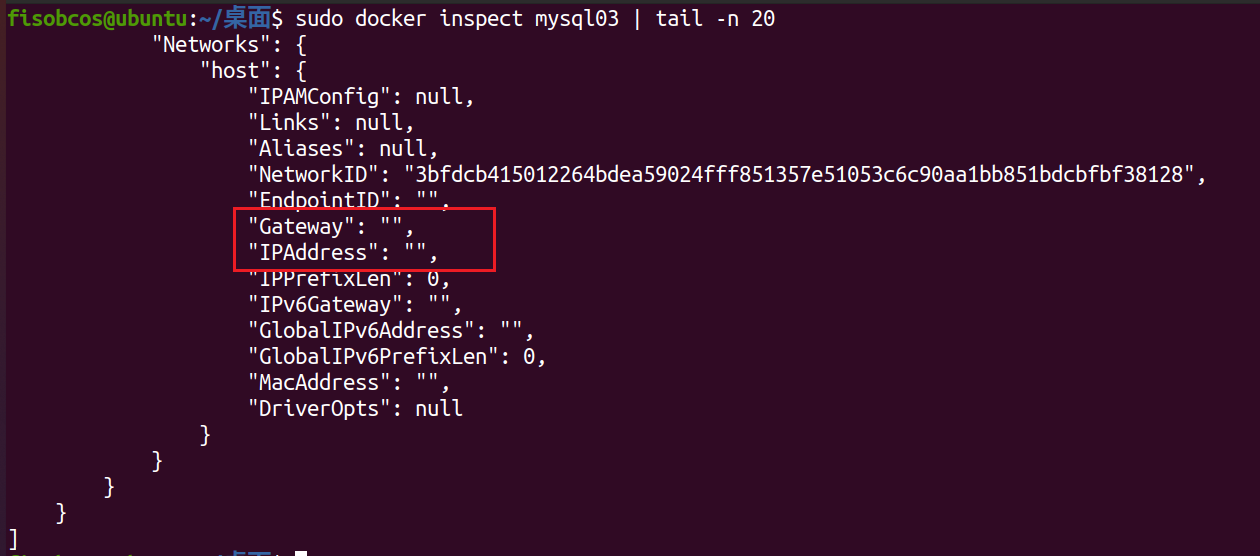 fisobcos@ubuntu:~/桌面$ sudo docker inspect mysql03 | tail -n 20
"Networks": {
"host": {
"IPAMConfig": null,
"Links": null,
"Aliases": null,
"NetworkID": "3bfdcb415012264bdea59024fff851357e51053c6c90aa1bb851bdcbfbf38128",
"EndpointID": "",
"Gateway": "",
"IPAddress": "",
"IPPrefixLen": 0,
"IPv6Gateway": "",
"GlobalIPv6Address": "",
"GlobalIPv6PrefixLen": 0,
"MacAddress": "",
"DriverOpts": null
}
}
}
}
]